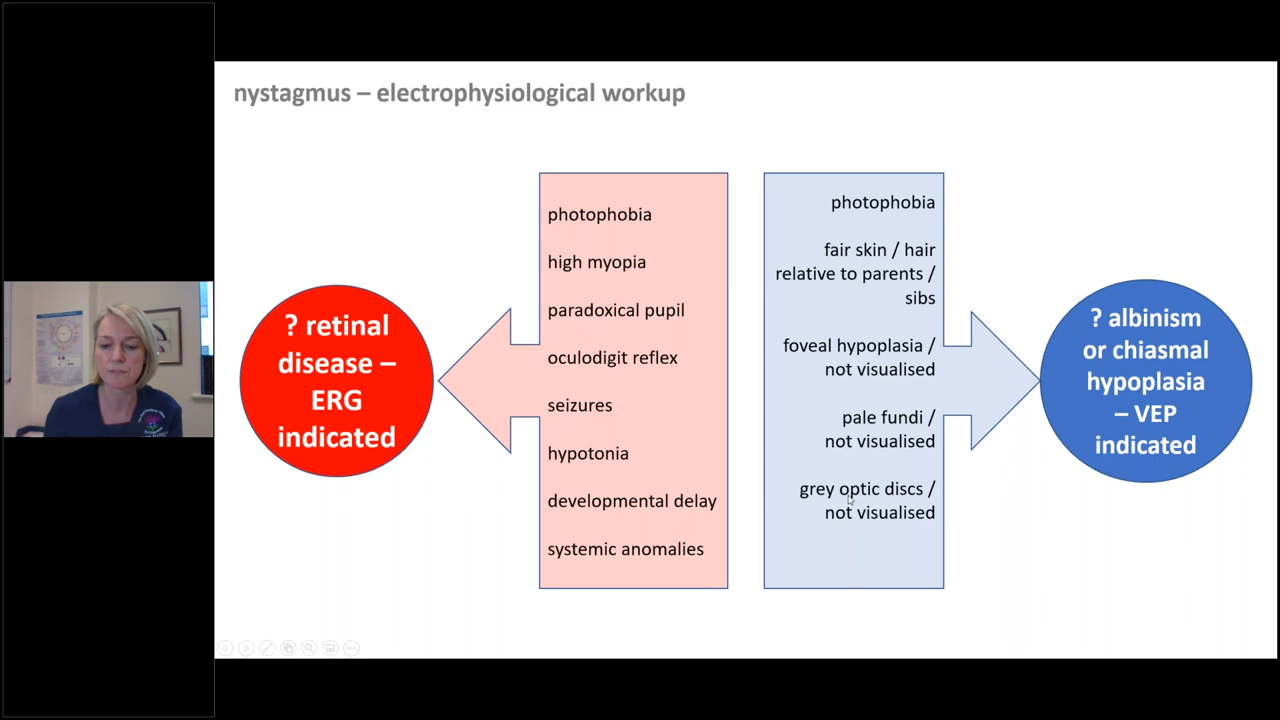 nystagmus – electrophysiological workup
? retinal
disease –
ERG
indicated
photophobia
high myopia
paradoxical pupil
oculodigit reflex
seizures
hypotonia
developmental delay
systemic anomalies
photophobia
fair skin / hair
relative to parents /
sibs
foveal hypoplasia /
not visualised
pale fundi /
not visualised
grey optic discs /
not visualised
? albinism
or chiasmal
hypoplasia
– VEP
indicated